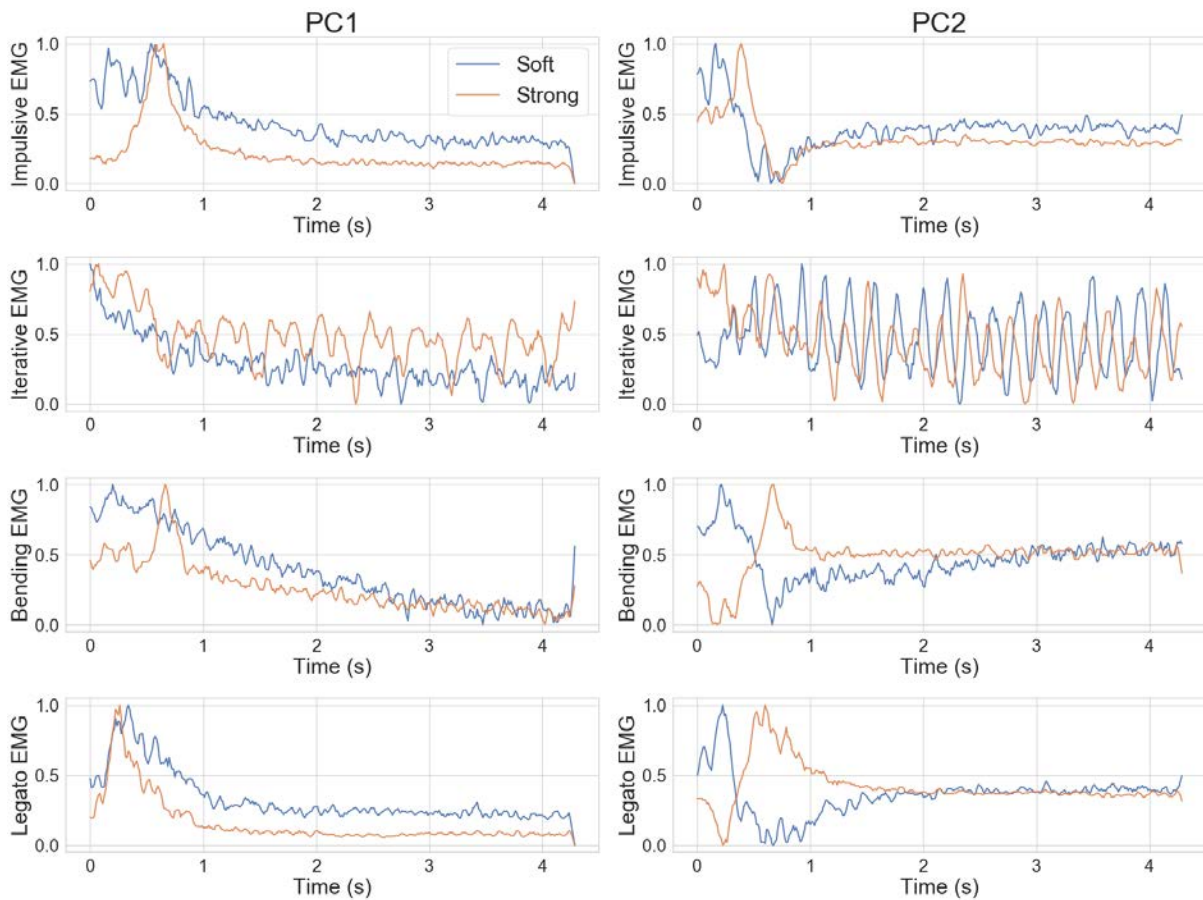 PC1
PC2
Impulsive EMG
1.0
0.5
0.0
Soft
Strong
0 1 2 3 4
Time (s)
Impulsive EMG
1.0
0.5
0.0
0 1 2 3 4
Time (s)
Iterative EMG
1.0
0.5
0.0
0 1 2 3 4
Time (s)
Iterative EMG
1.0
0.5
0.0
0 1 2 3 4
Time (s)
Bending EMG
1.0
0.5
0.0
0 1 2 3 4
Time (s)
Bending EMG
1.0
0.5
0.0
0 1 2 3 4
Time (s)
Legato EMG
1.0
0.5
0.0
0 1 2 3 4
Time (s)
Legato EMG
1.0
0.5
0.0
0 1 2 3 4
Time (s)